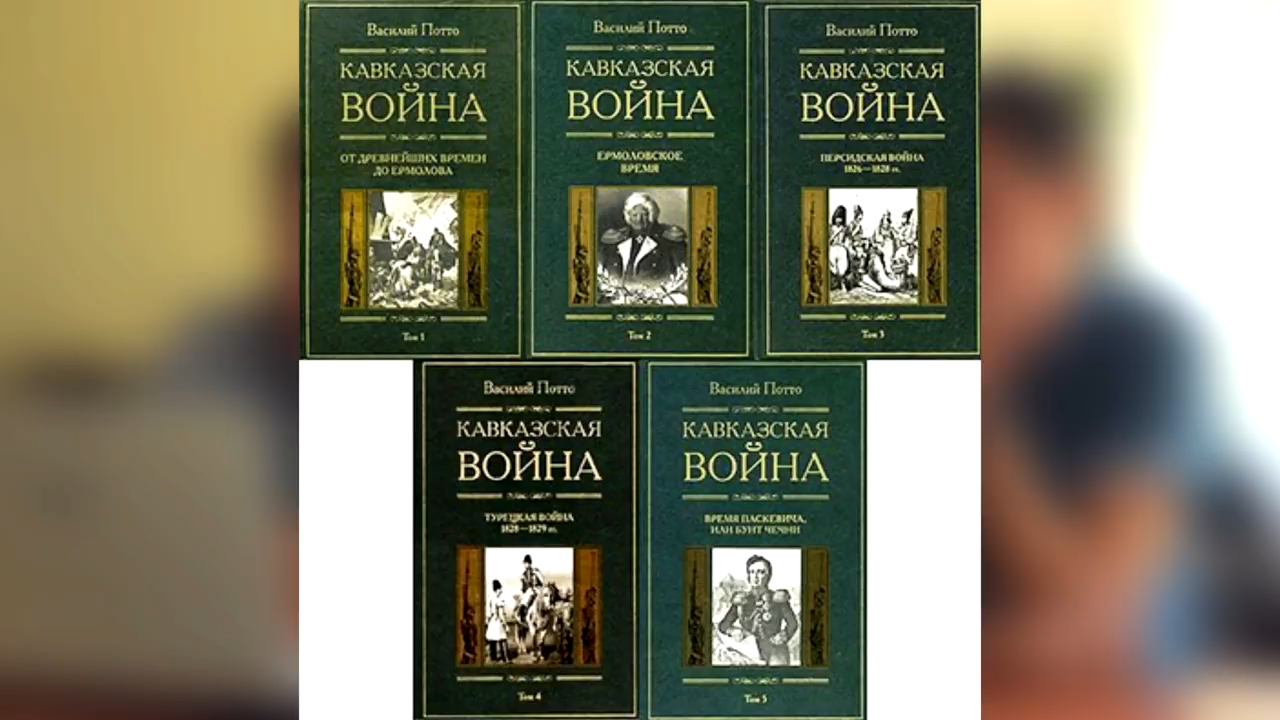 Василий Потто
КАВКАЗСКАЯ
ВОЙНА
ОТ ДРЕВНЕЙШИХ ВРЕМЕН
ДО ЕРМОЛОВА
Том 1
Василий Потто
КАВКАЗСКАЯ
ВОЙНА
ЕРМОЛОВСКОЕ
ВРЕМЯ
Том 2
Василий Потто
КАВКАЗСКАЯ
ВОЙНА
ПЕРСИДСКАЯ ВОЙНА
1826—1828 гг.
Том 3
Василий Потто
КАВКАЗСКАЯ
ВОЙНА
ТУРЕЦКАЯ ВОЙНА
1828—1829 гг.
Том 4
Василий Потто
КАВКАЗСКАЯ
ВОЙНА
ВРЕМЯ ПАСКЕВИЧА,
ИЛИ БУНТ ЧЕЧНИ
Том 5